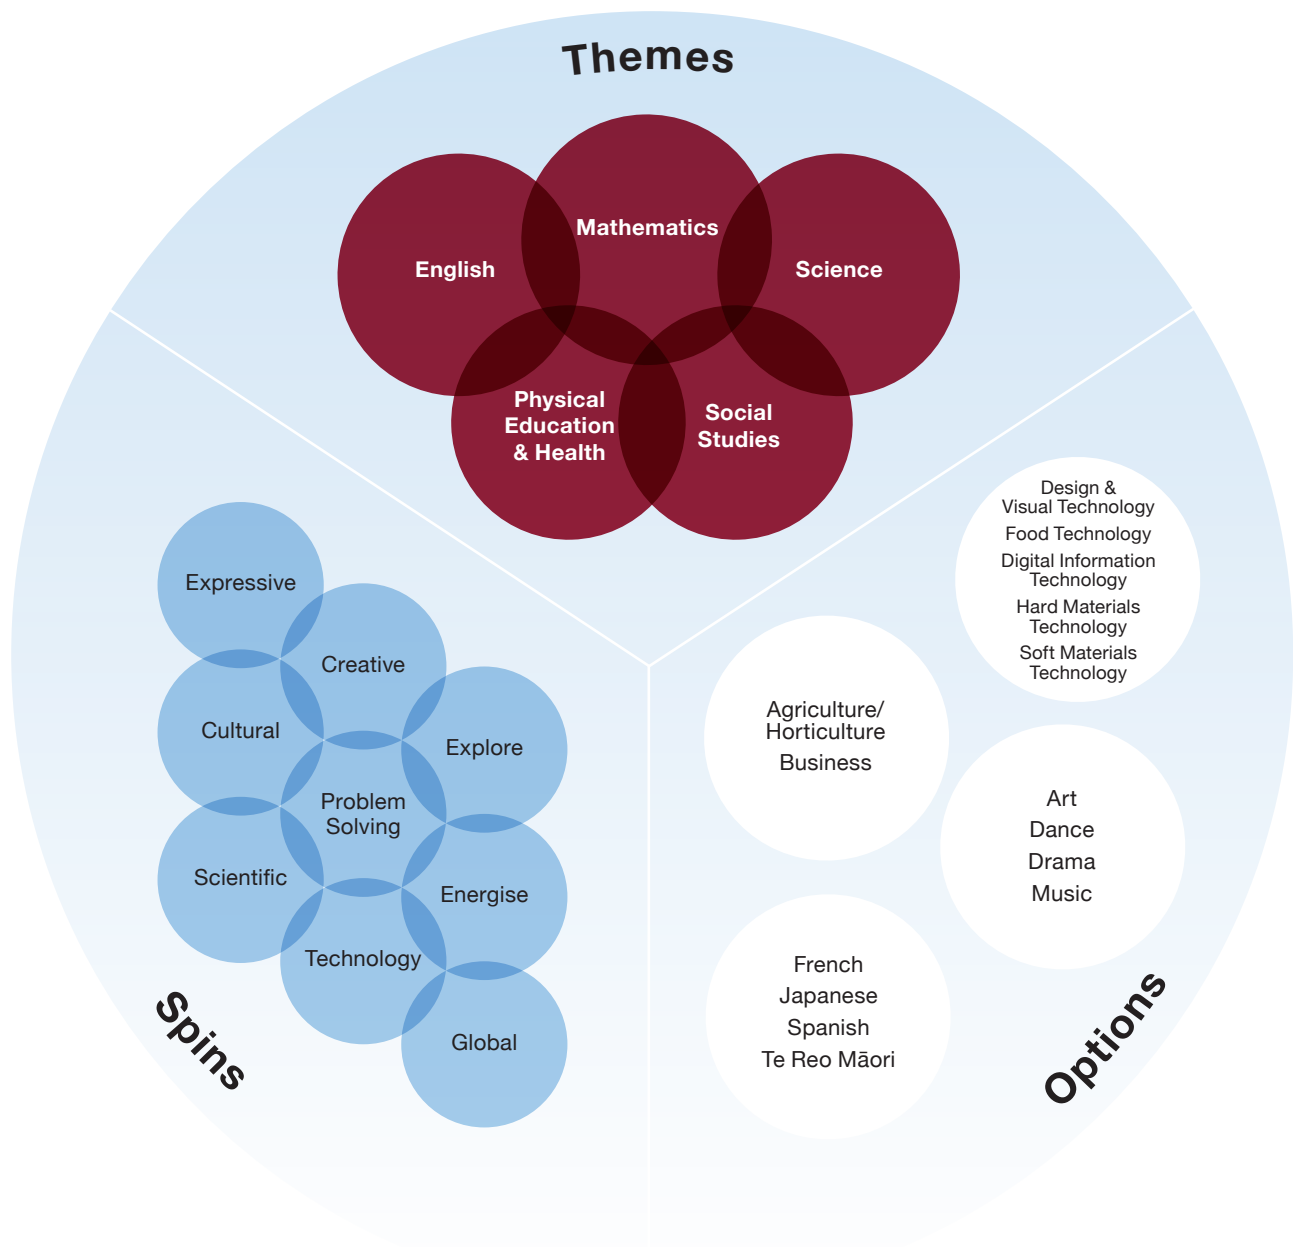 Themes
English
Mathematics
Science
Physical
Education
& Health
Social
Studies
Expressive
Creative
Cultural
Explore
Problem
Solving
Scientific
Energise
Technology
Global
Spins
Design &
Visual Technology
Food Technology
Digital Information
Technology
Hard Materials
Technology
Soft Materials
Technology
Agriculture/
Horticulture
Business
Art
Dance
Drama
Music
French
Japanese
Spanish
Te Reo Māori
Options